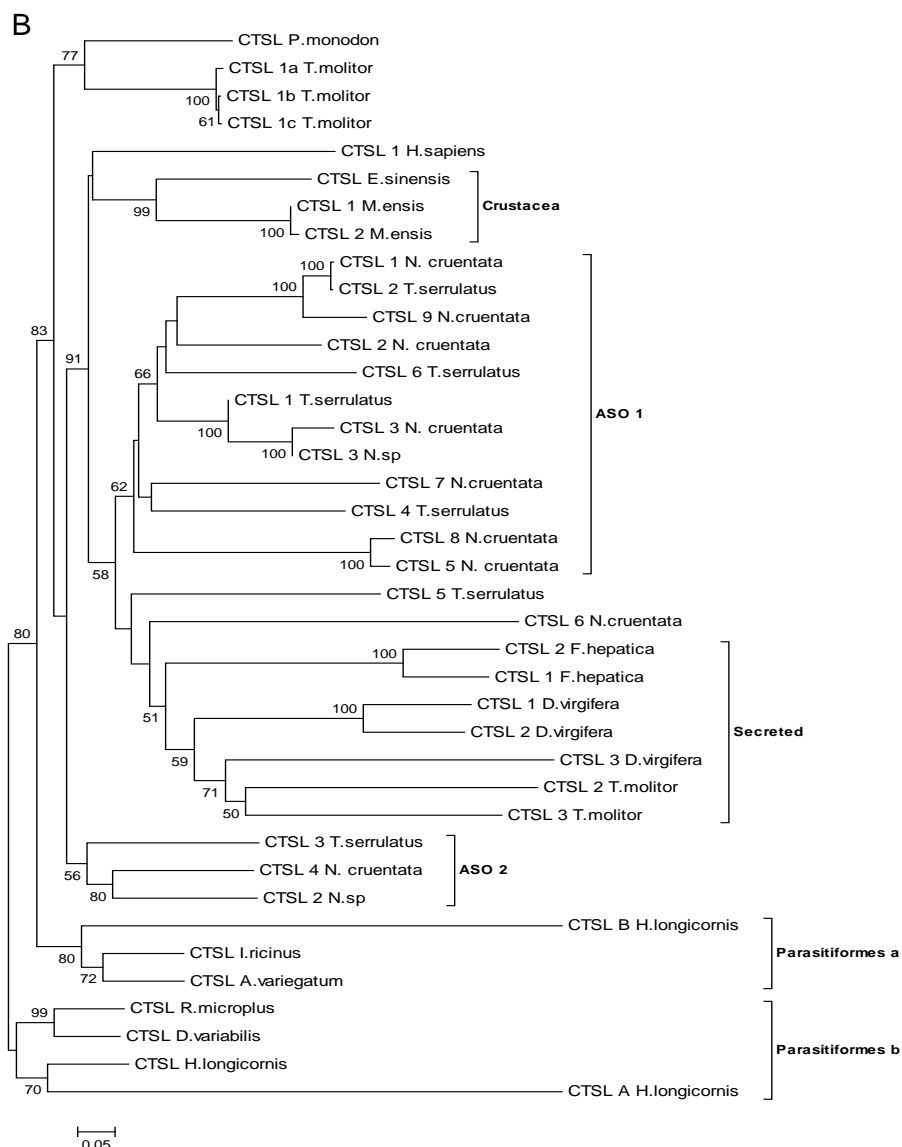 B
CTSL P.monodon
77
CTSL 1a T.molitor
CTSL 1b T.molitor
100
CTSL 1c T.molitor
61
CTSL 1 H.sapiens
CTSL E.sinensis
Crustacea
CTSL 1 M.ensis
99
CTSL 2 M.ensis
100
CTSL 1 N. cruentata
100
CTSL 2 T.serrulatus
100
CTSL 9 N.cruentata
83
CTSL 2 N. cruentata
91
CTSL 6 T.serrulatus
66
CTSL 1 T.serrulatus
ASO 1
CTSL 3 N. cruentata
100
CTSL 3 N.sp
100
CTSL 7 N.cruentata
62
CTSL 4 T.serrulatus
CTSL 8 N.cruentata
100
CTSL 5 N. cruentata
58
CTSL 5 T.serrulatus
CTSL 6 N.cruentata
80
CTSL 2 F.hepatica
100
CTSL 1 F.hepatica
CTSL 1 D.virgifera
100
51
CTSL 2 D.virgifera
Secreted
59
CTSL 3 D.virgifera
CTSL 2 T.molitor
71
CTSL 3 T.molitor
50
CTSL 3 T.serrulatus
CTSL 4 N. cruentata
ASO 2
56
CTSL 2 N.sp
80
CTSL B H.longicornis
CTSL I.ricinus
Parasitiformes a
80
CTSL A.variegatum
72
CTSL R.microplus
99
CTSL D.variabilis
Parasitiformes b
CTSL H.longicornis
70
CTSL A H.longicornis
0.05